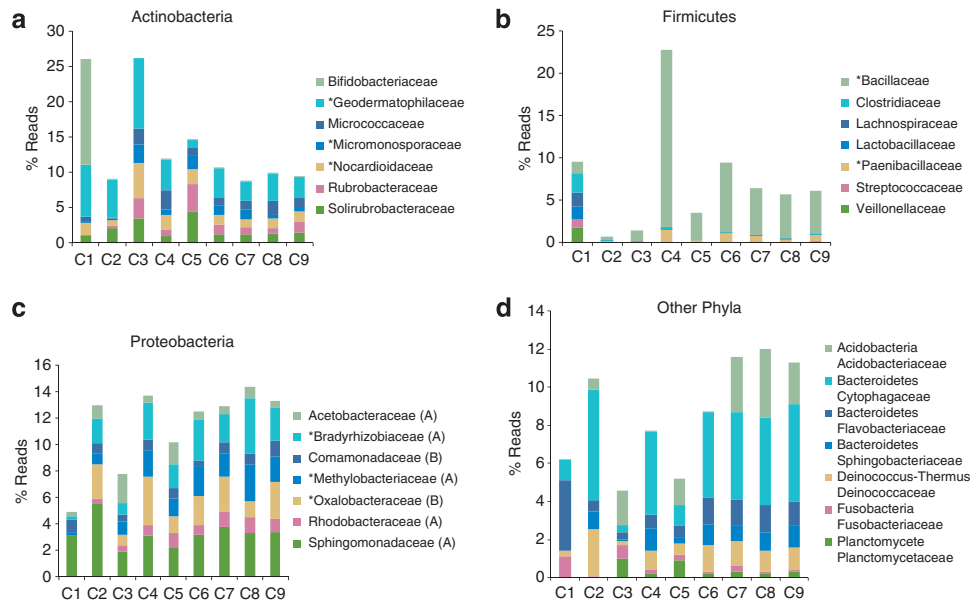 a
Actinobacteria
30
25
20
15
10
5
0
% Reads
C1 C2 C3 C4 C5 C6 C7 C8 C9
Bifidobacteriaceae
*Geodermatophilaceae
Micrococcaceae
*Micromonosporaceae
*Nocardioidaceae
Rubrobacteraceae
Solirubrobacteraceae
b
Firmicutes
25
20
15
10
5
0
% Reads
C1 C2 C3 C4 C5 C6 C7 C8 C9
*Bacillaceae
Clostridiaceae
Lachnospiraceae
Lactobacillaceae
*Paenibacillaceae
Streptococcaceae
Veillonellaceae
c
Proteobacteria
16
14
12
10
8
6
4
2
0
% Reads
C1 C2 C3 C4 C5 C6 C7 C8 C9
Acetobacteraceae (A)
*Bradyrhizobiaceae (A)
Comamonadaceae (B)
*Methylobacteriaceae (A)
*Oxalobacteraceae (B)
Rhodobacteraceae (A)
Sphingomonadaceae (A)
d
Other Phyla
14
12
10
8
6
4
2
0
% Reads
C1 C2 C3 C4 C5 C6 C7 C8 C9
Acidobacteria
Acidobacteriaceae
Bacteroidetes
Cytophagaceae
Bacteroidetes
Flavobacteriaceae
Bacteroidetes
Sphingobacteriaceae
Deinococcus-Thermus
Deinococcaceae
Fusobacteria
Fusobacteriaceae
Planctomycete
Planctomycetaceae